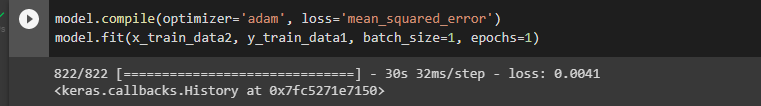 model.compile(optimizer='adam', loss='mean_squared_error')
model.fit(x_train_data2, y_train_data1, batch_size=1, epochs=1)
822/822 [==============================] - 30s 32ms/step - loss: 0.0041
<keras.callbacks.History at 0x7fc5271e7150>